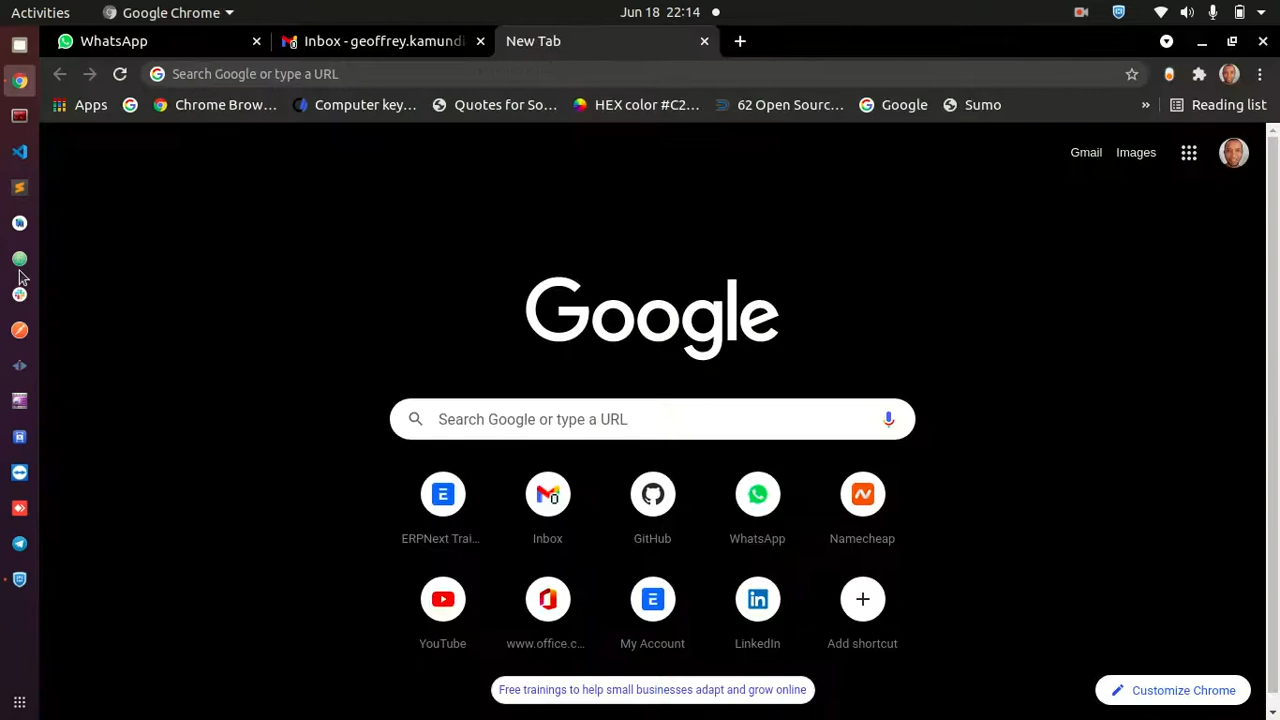 Activities Google Chrome Jun 18 22:14
WhatsApp Inbox - geoffrey.kamundi New Tab
Search Google or type a URL
Apps Chrome Brow... Computer key... Quotes for So... HEX color #C2... 62 Open Sourc... Google Sumo » Reading list
Gmail Images
Google
Search Google or type a URL
ERPNext Trai... Inbox GitHub WhatsApp Namecheap
YouTube www.office.c... My Account LinkedIn Add shortcut
Free trainings to help small businesses adapt and grow online
Customize Chrome